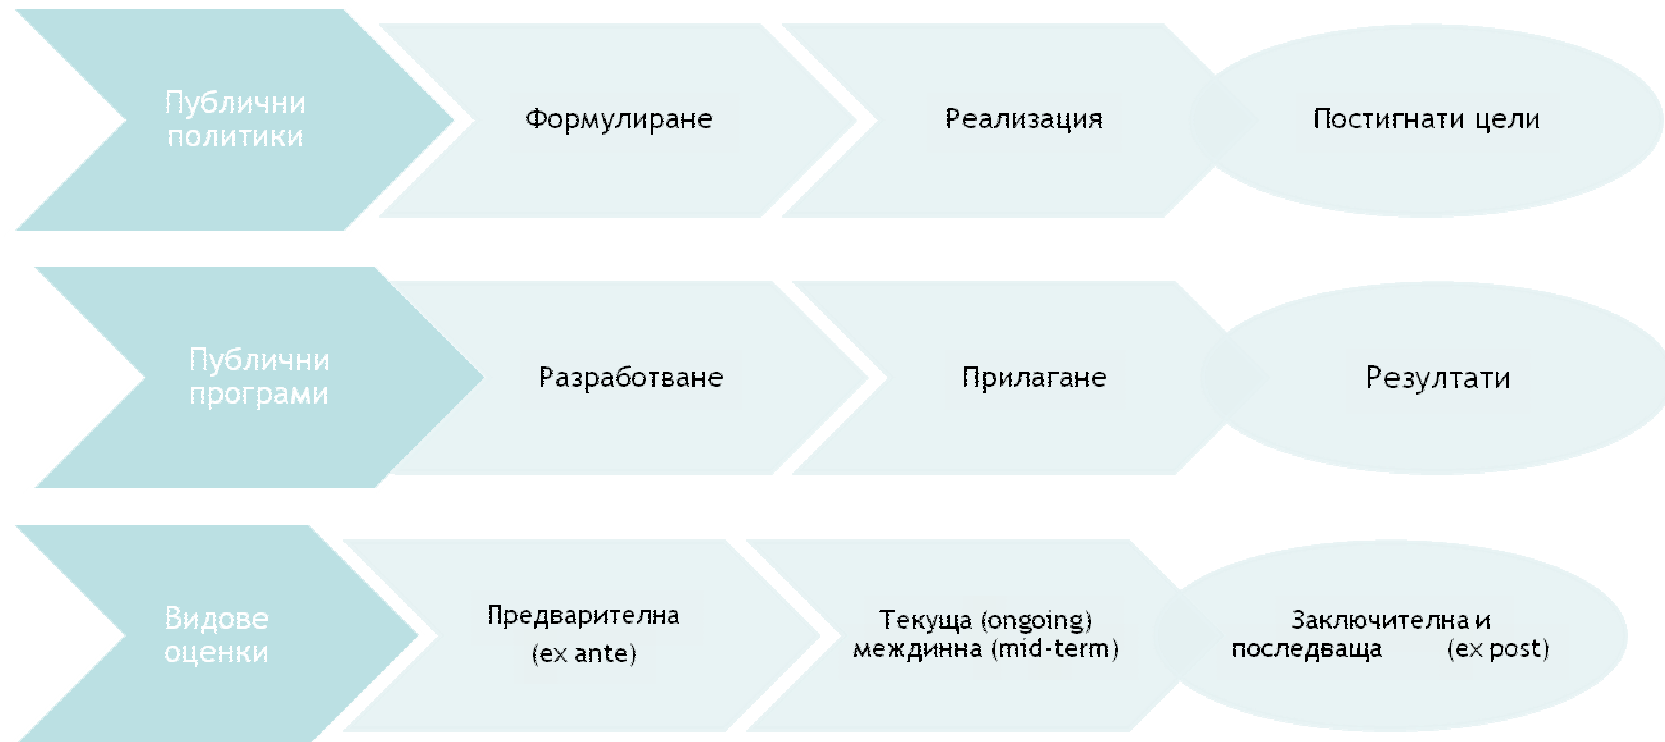 Публични
политики
Формулиране
Реализация
Постигнати цели
Публични
програми
Разработване
Прилагане
Резултати
Видове
оценки
Предварителна
(ex ante)
Текуща (ongoing)
междинна (mid-term)
Заключителна и
последваща (ex post)